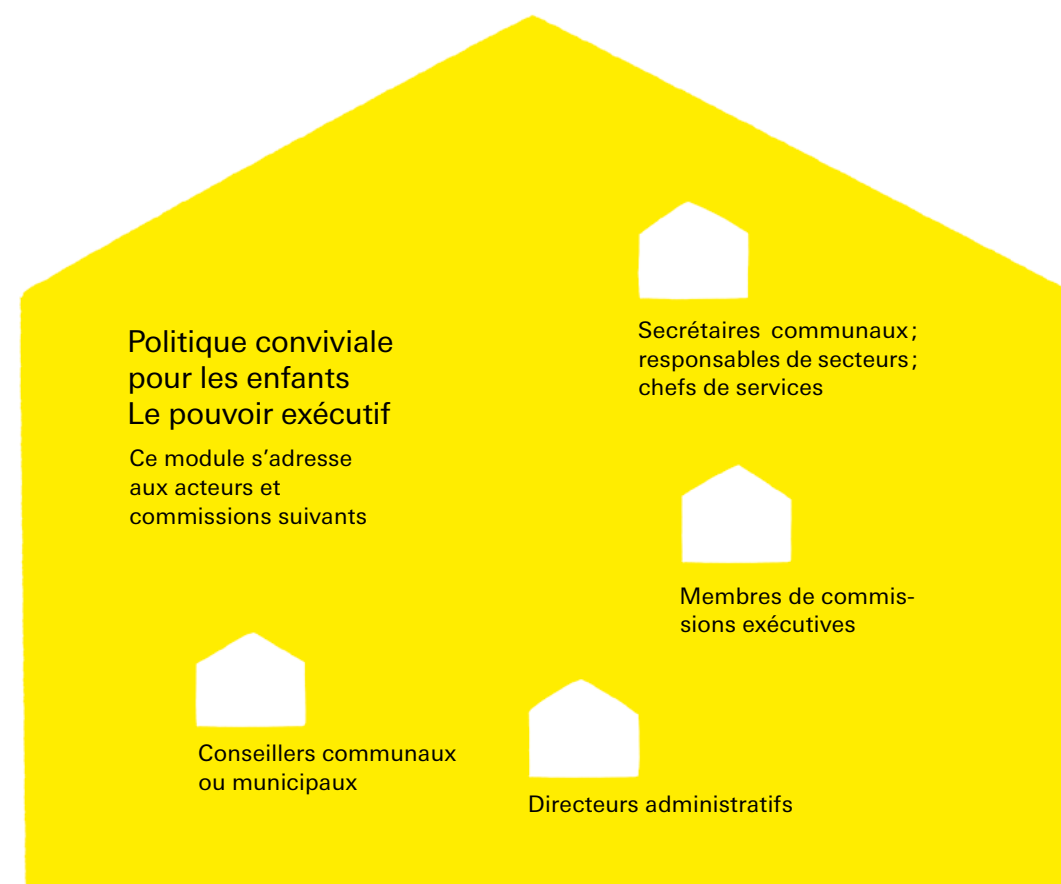 Politique conviviale
pour les enfants
Le pouvoir exécutif
Ce module s’adresse
aux acteurs et
commissions suivants
Secrétaires communaux;
responsables de secteurs;
chefs de services
Membres de commis-
sions exécutives
Conseillers communaux
ou municipaux
Directeurs administratifs